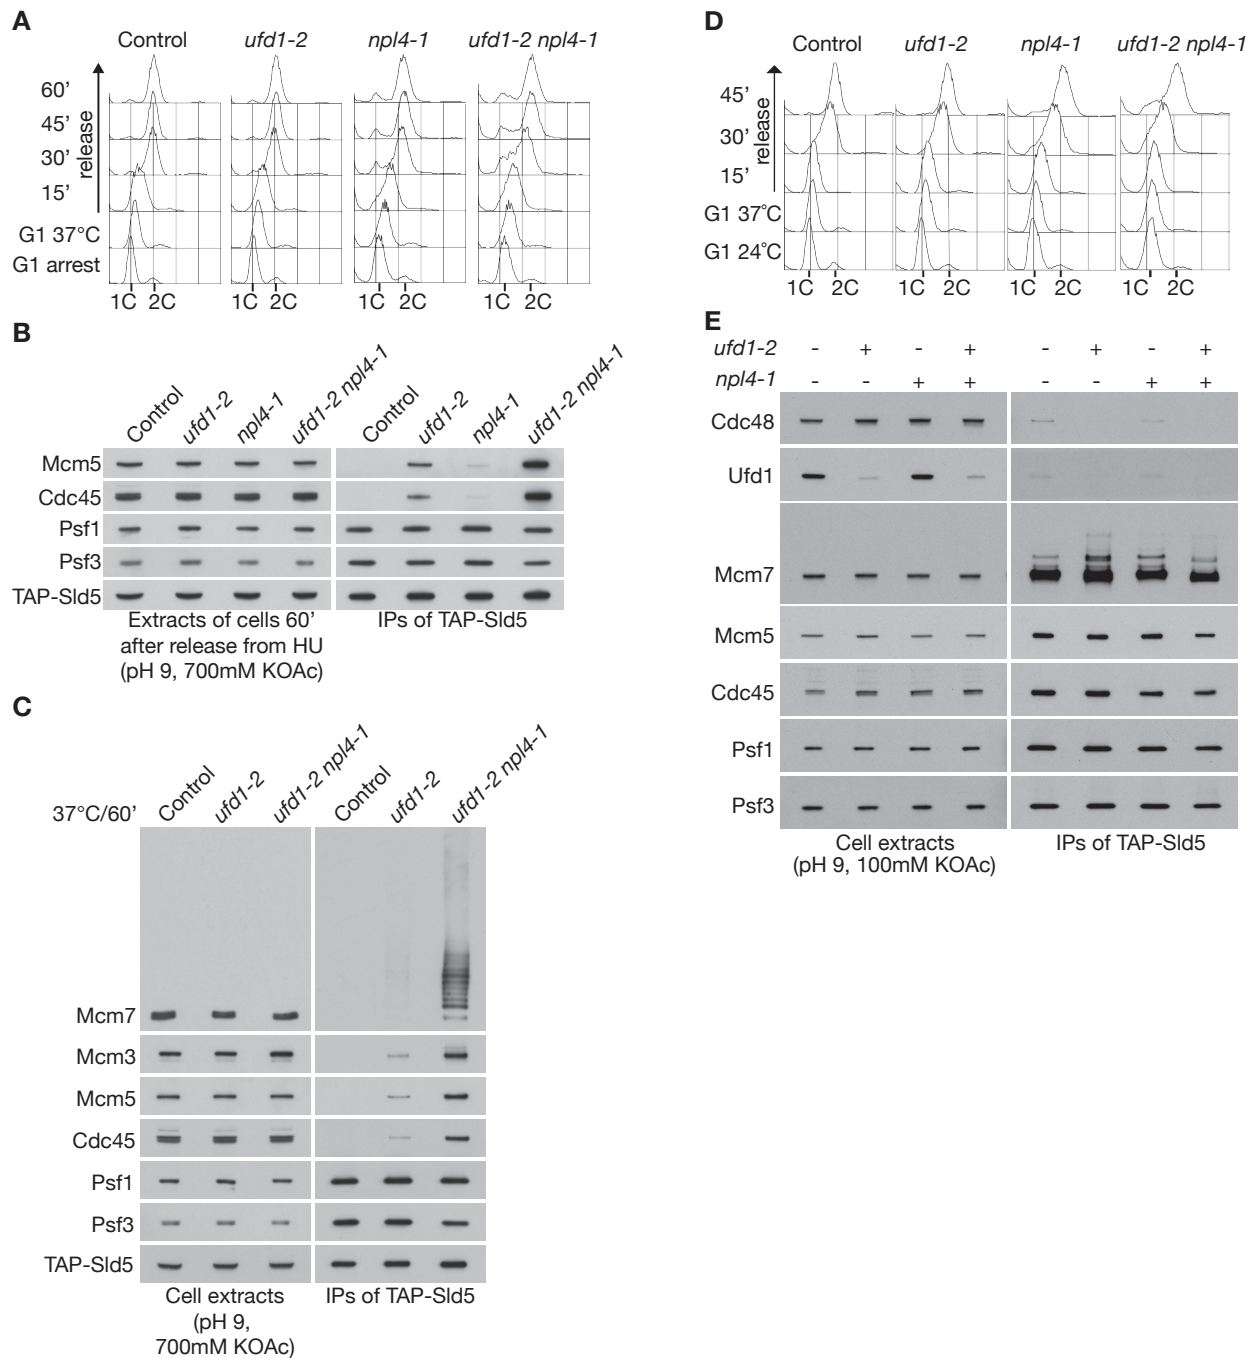 A
Control
ufd1-2
npl4-1
ufd1-2 npl4-1
60’
45’
30’
15’
release
G1 37°C
G1 arrest
1C 2C
1C 2C
1C 2C
1C 2C
B
Control
ufd1-2
npl4-1
ufd1-2 npl4-1
Control
ufd1-2
npl4-1
ufd1-2 npl4-1
Mcm5
Cdc45
Psf1
Psf3
TAP-Sld5
Extracts of cells 60’
after release from HU
(pH 9, 700mM KOAc)
IPs of TAP-Sld5
C
37°C/60’
Control
ufd1-2
ufd1-2 npl4-1
Control
ufd1-2
ufd1-2 npl4-1
Mcm7
Mcm3
Mcm5
Cdc45
Psf1
Psf3
TAP-Sld5
Cell extracts
(pH 9,
700mM KOAc)
IPs of TAP-Sld5
D
Control
ufd1-2
npl4-1
ufd1-2 npl4-1
45’
30’
15’
release
G1 37°C
G1 24°C
1C 2C
1C 2C
1C 2C
1C 2C
E
ufd1-2 - + - + - + - +
npl4-1 - - + + - - + +
Cdc48
Ufd1
Mcm7
Mcm5
Cdc45
Psf1
Psf3
Cell extracts
(pH 9, 100mM KOAc)
IPs of TAP-Sld5